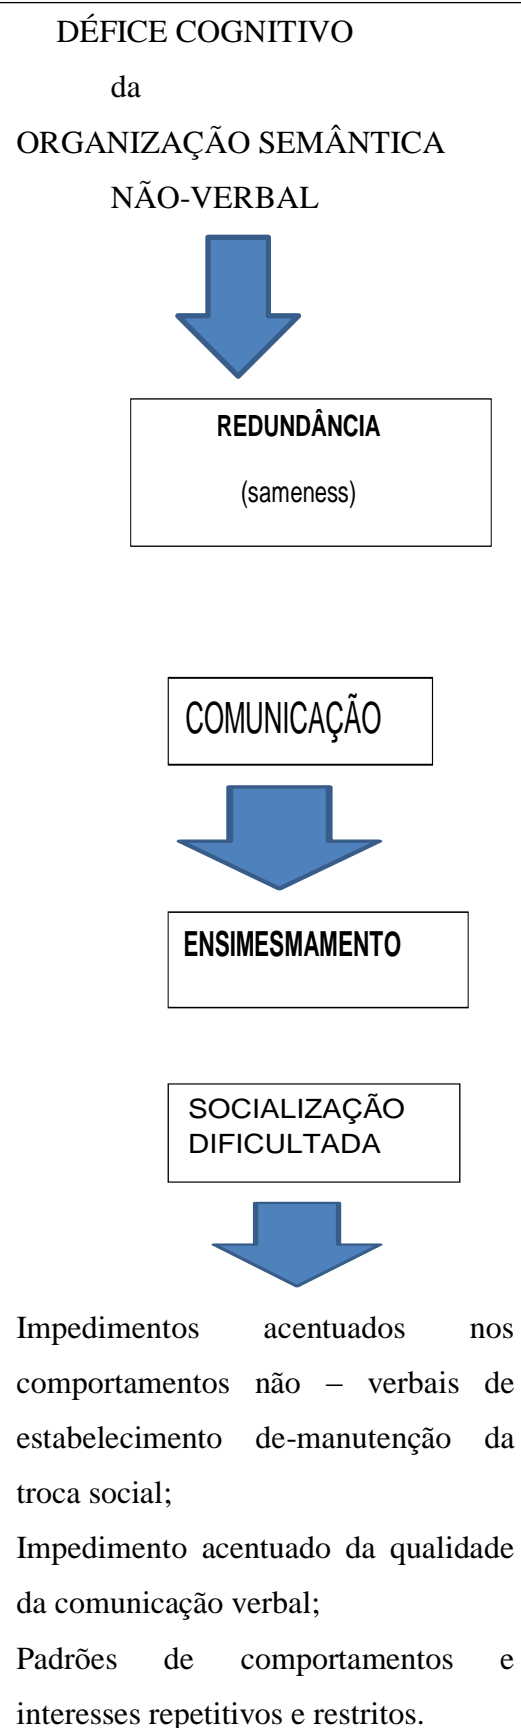 DÉFICE COGNITIVO
da
ORGANIZAÇÃO SEMÂNTICA
NÃO-VERBAL
REDUNDÂNCIA
(sameness)
COMUNICAÇÃO
ENSIMESMAMENTO
SOCIALIZAÇÃO
DIFICULTADA
Impedimentos acentuados nos
comportamentos não – verbais de
estabelecimento de-manutenção da
troca social;
Impedimento acentuado da qualidade
da comunicação verbal;
Padrões de comportamentos e
interesses repetitivos e restritos.